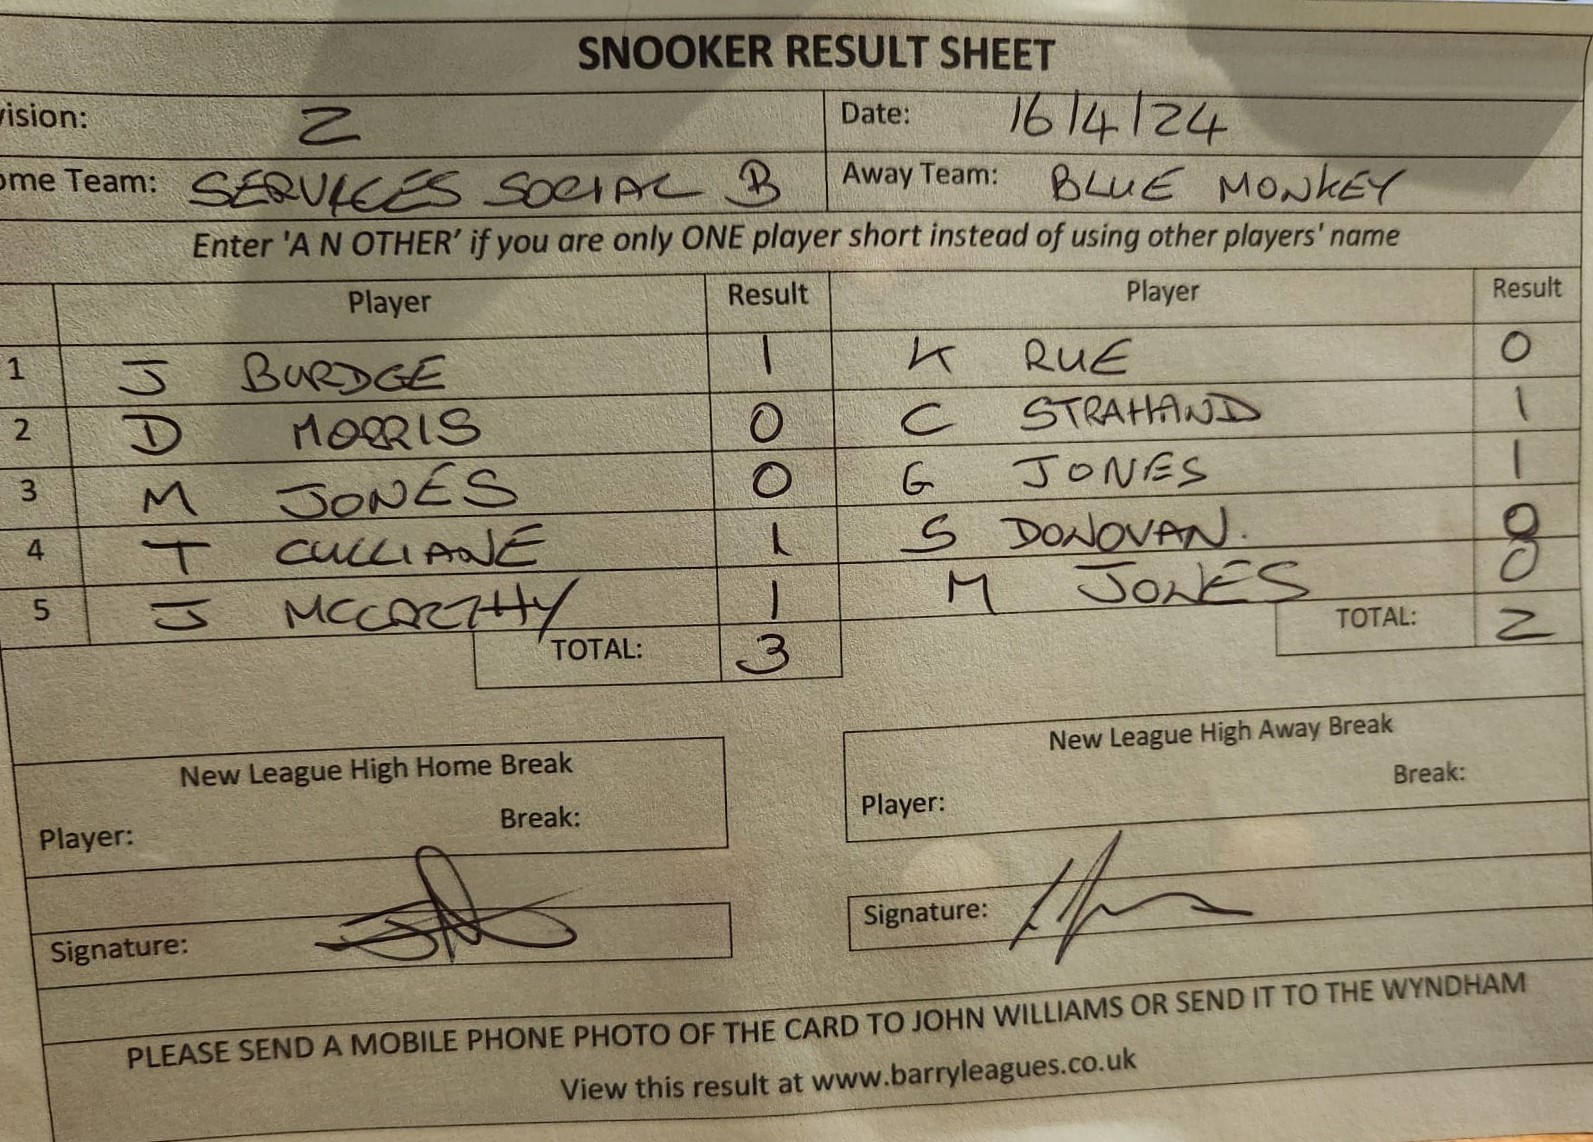 SNOOKER RESULT SHEET
vision: 2 Date: 16/4/24
ome Team: SERVICES SOCIAL B Away Team: BLUE MONKEY
Enter 'A N OTHER' if you are only ONE player short instead of using other players' name
Player Result Player Result
1 J BURDGE 1 K RUE 0
2 D MORRIS 0 C STRAHAND 1
3 M JONES 0 G JONES 1
4 T CULLIANE 1 S DONOVAN. 0
5 J MCCARTHY 1 M JONES 0
TOTAL: 3 TOTAL: 2
New League High Home Break New League High Away Break
Player: Break: Player: Break:
Signature: Signature:
PLEASE SEND A MOBILE PHONE PHOTO OF THE CARD TO JOHN WILLIAMS OR SEND IT TO THE WYNDHAM
View this result at www.barryleagues.co.uk